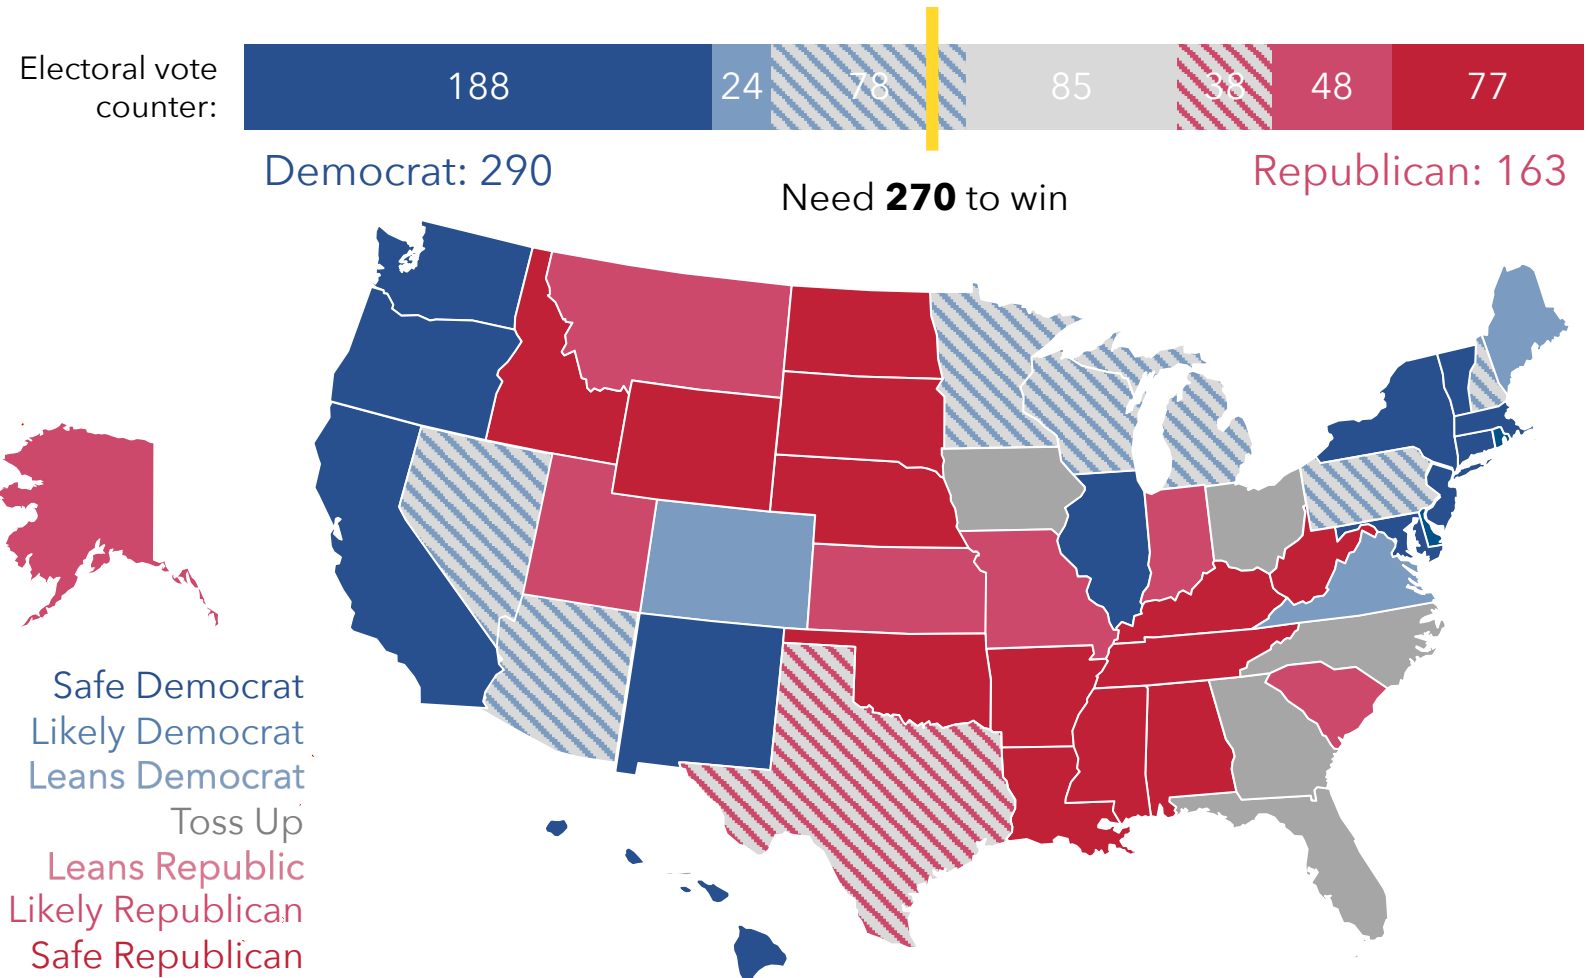 Electoral vote
counter:
188 24 78 85 38 48 77
Democrat: 290
Republican: 163
Need 270 to win
Safe Democrat
Likely Democrat
Leans Democrat
Toss Up
Leans Republic
Likely Republican
Safe Republican